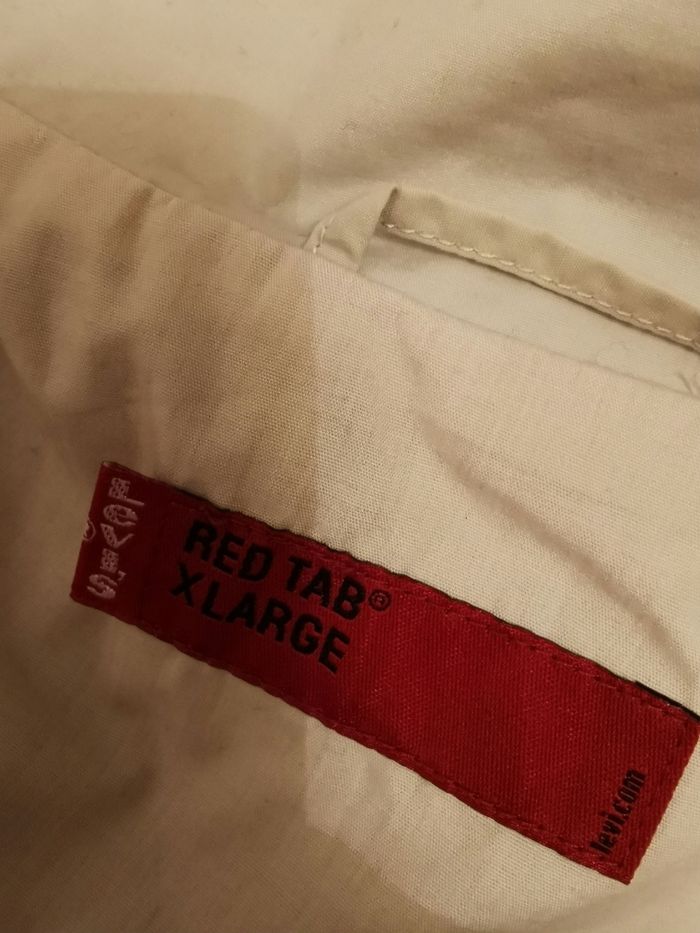 LEVI'S
®
RED TAB®
XLARGE
levi.com